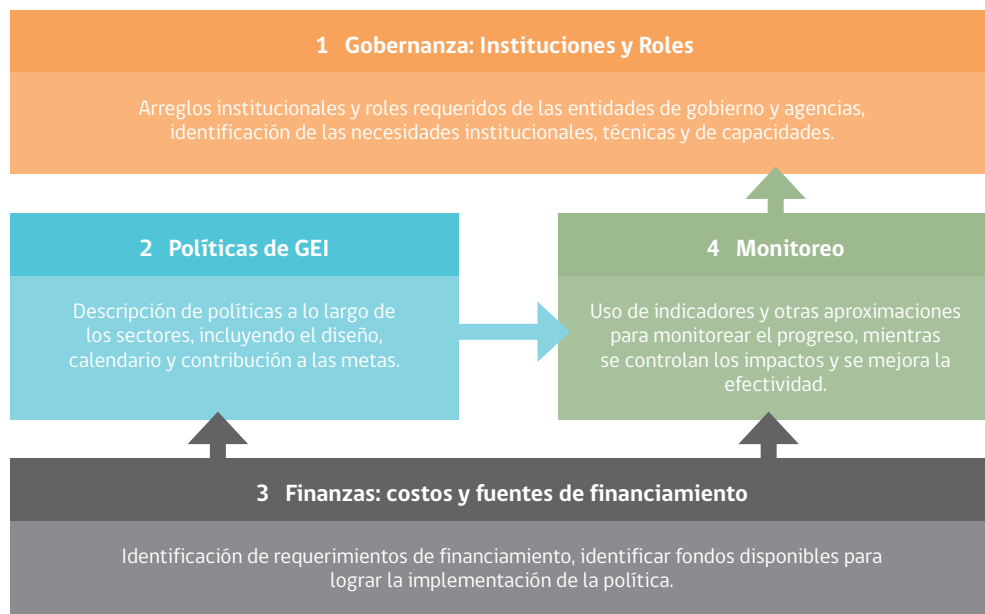 1 Gobernanza: Instituciones y Roles
Arreglos institucionales y roles requeridos de las entidades de gobierno y agencias,
identificación de las necesidades institucionales, técnicas y de capacidades.
2 Políticas de GEI
Descripción de políticas a lo largo de
los sectores, incluyendo el diseño,
calendario y contribución a las metas.
4 Monitoreo
Uso de indicadores y otras aproximaciones
para monitorear el progreso, mientras
se controlan los impactos y se mejora la
efectividad.
3 Finanzas: costos y fuentes de financiamiento
Identificación de requerimientos de financiamiento, identificar fondos disponibles para
lograr la implementación de la política.